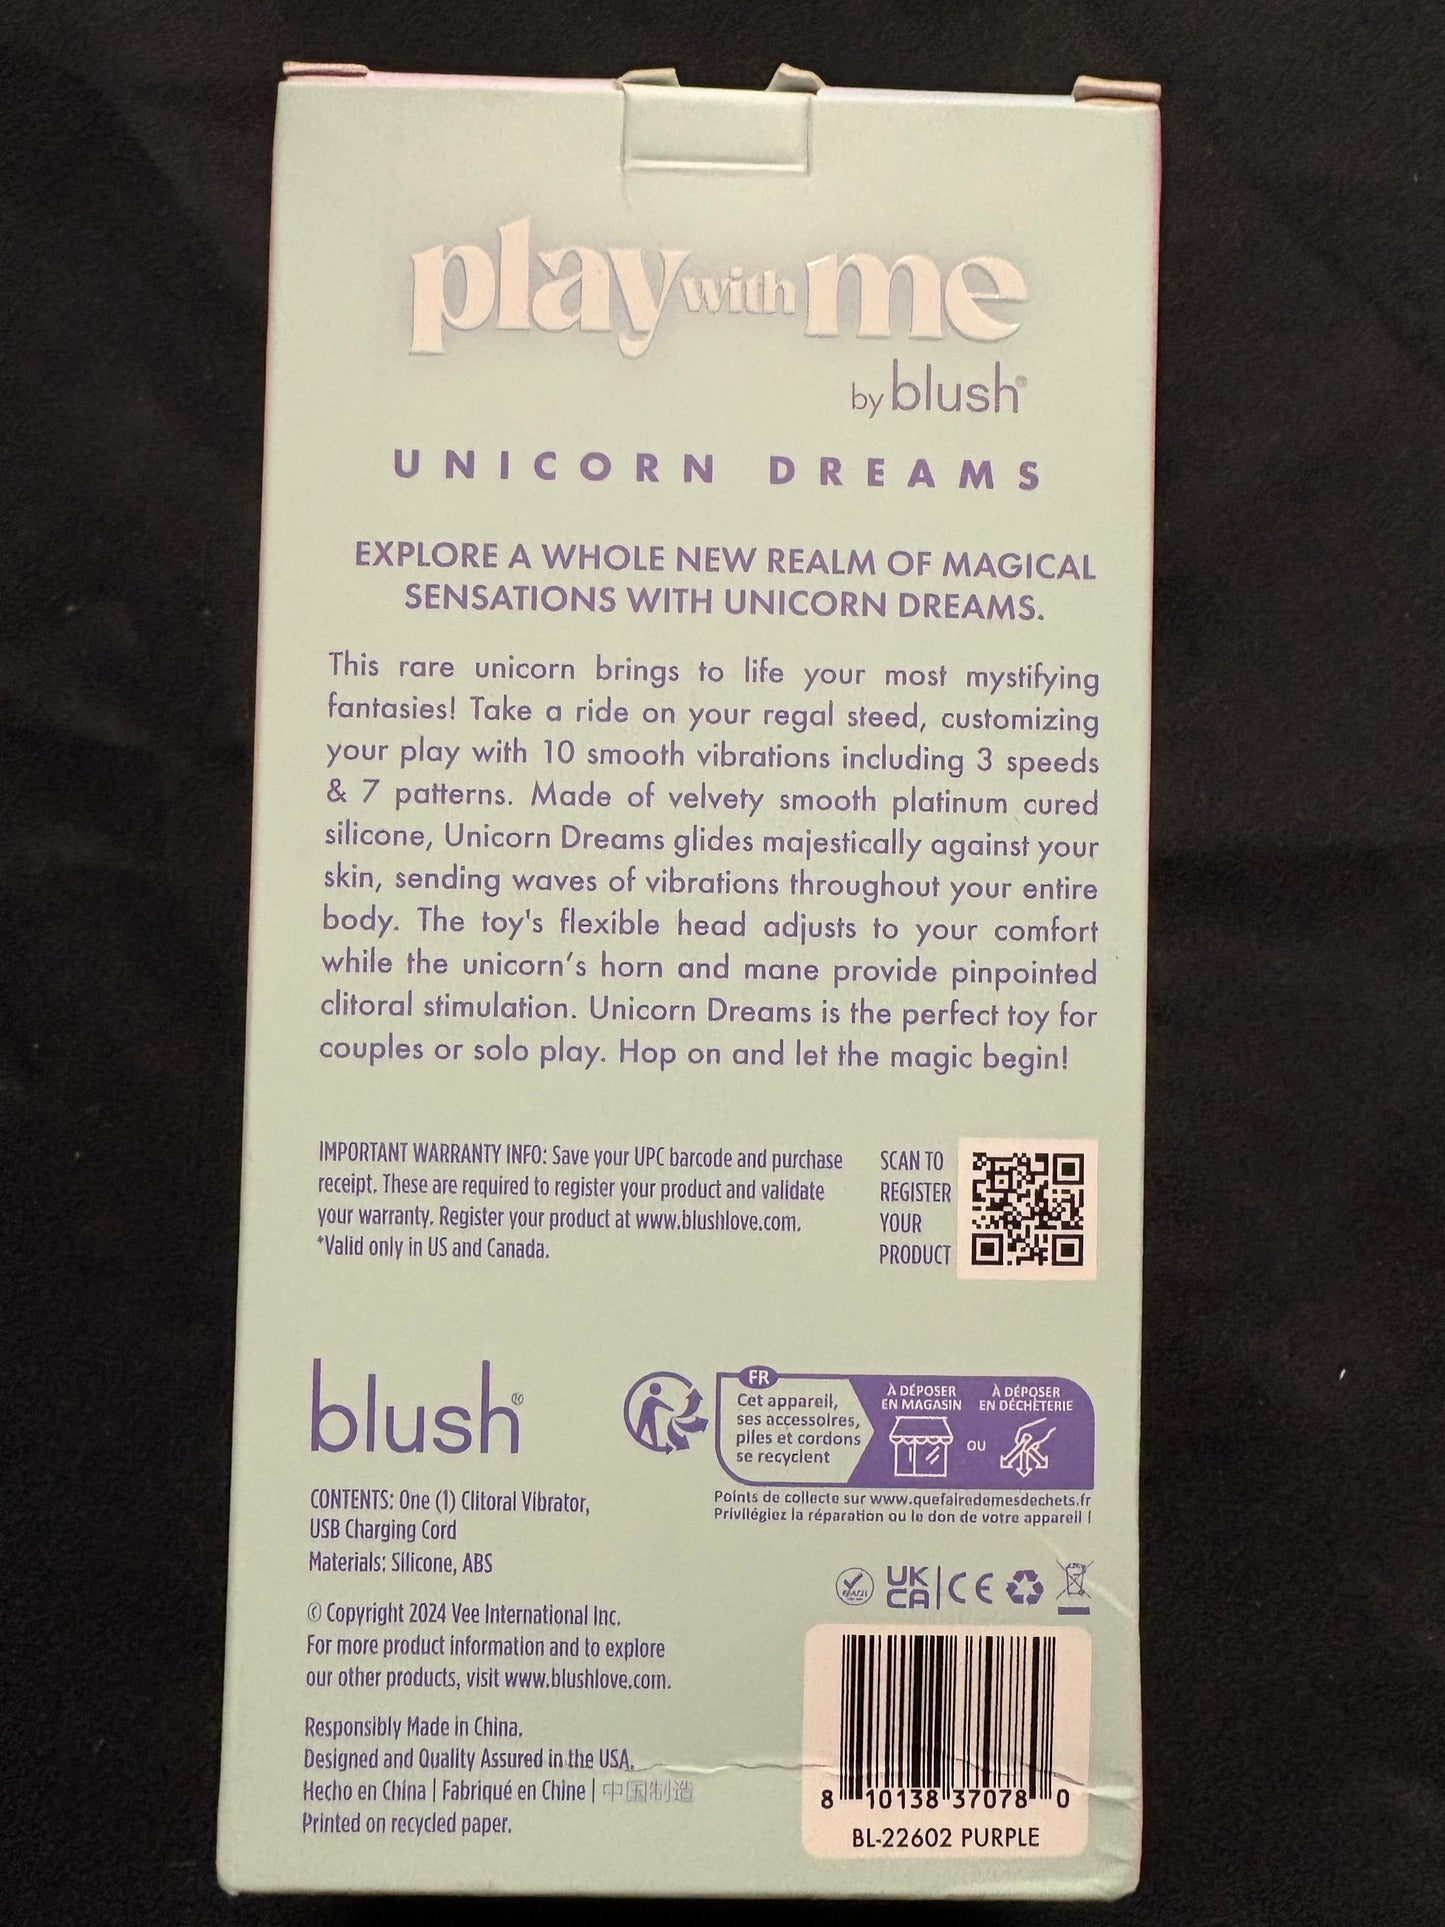 play with me
by blush®
UNICORN DREAMS
EXPLORE A WHOLE NEW REALM OF MAGICAL
SENSATIONS WITH UNICORN DREAMS.
This rare unicorn brings to life your most mystifying
fantasies! Take a ride on your regal steed, customizing
your play with 10 smooth vibrations including 3 speeds
& 7 patterns. Made of velvety smooth platinum cured
silicone, Unicorn Dreams glides majestically against your
skin, sending waves of vibrations throughout your entire
body. The toy's flexible head adjusts to your comfort
while the unicorn's horn and mane provide pinpointed
clitoral stimulation. Unicorn Dreams is the perfect toy for
couples or solo play. Hop on and let the magic begin!
IMPORTANT WARRANTY INFO: Save your UPC barcode and purchase
receipt. These are required to register your product and validate
your warranty. Register your product at www.blushlove.com.
*Valid only in US and Canada.
SCAN TO
REGISTER
YOUR
PRODUCT
blush®
FR
Cet appareil,
ses accessoires,
piles et cordons
se recyclent
À DÉPOSER
EN MAGASIN
OU
À DÉPOSER
EN DÉCHÈTERIE
Points de collecte sur www.quefairedemesdechets.fr
Privilégiez la réparation ou le don de votre appareil !
CONTENTS: One (1) Clitoral Vibrator,
USB Charging Cord
Materials: Silicone, ABS
UK
CA
CE
© Copyright 2024 Vee International Inc.
For more product information and to explore
our other products, visit www.blushlove.com.
Responsibly Made in China.
Designed and Quality Assured in the USA.
Hecho en China | Fabriqué en Chine | 中国制造
Printed on recycled paper.
8 10138 37078 0
BL-22602 PURPLE